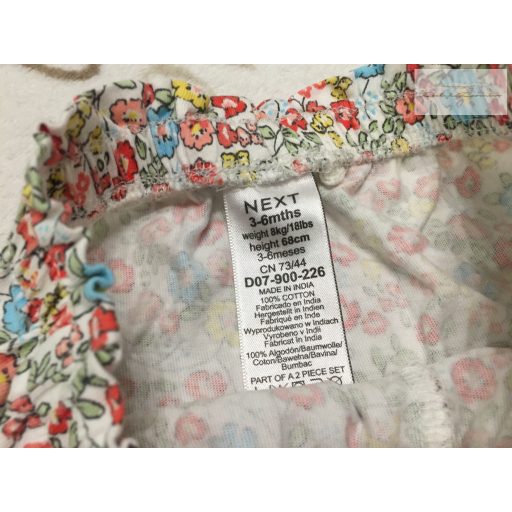 NEXT
3-6mths
weight 8kg/18lbs
height 68cm
3-6meses
CN 73/44
D07-900-226
MADE IN INDIA
100% COTTON
Fabricado en India
Hergestellt in Indien
Fabriqué en Inde
Wyprodukowano w Indiach
Vyrobeno v Indii
Fabricat in India
100% Algodón/Baumwolle/
Coton/Bawełna/Bavlna/
Bumbac
PART OF A 2 PIECE SET